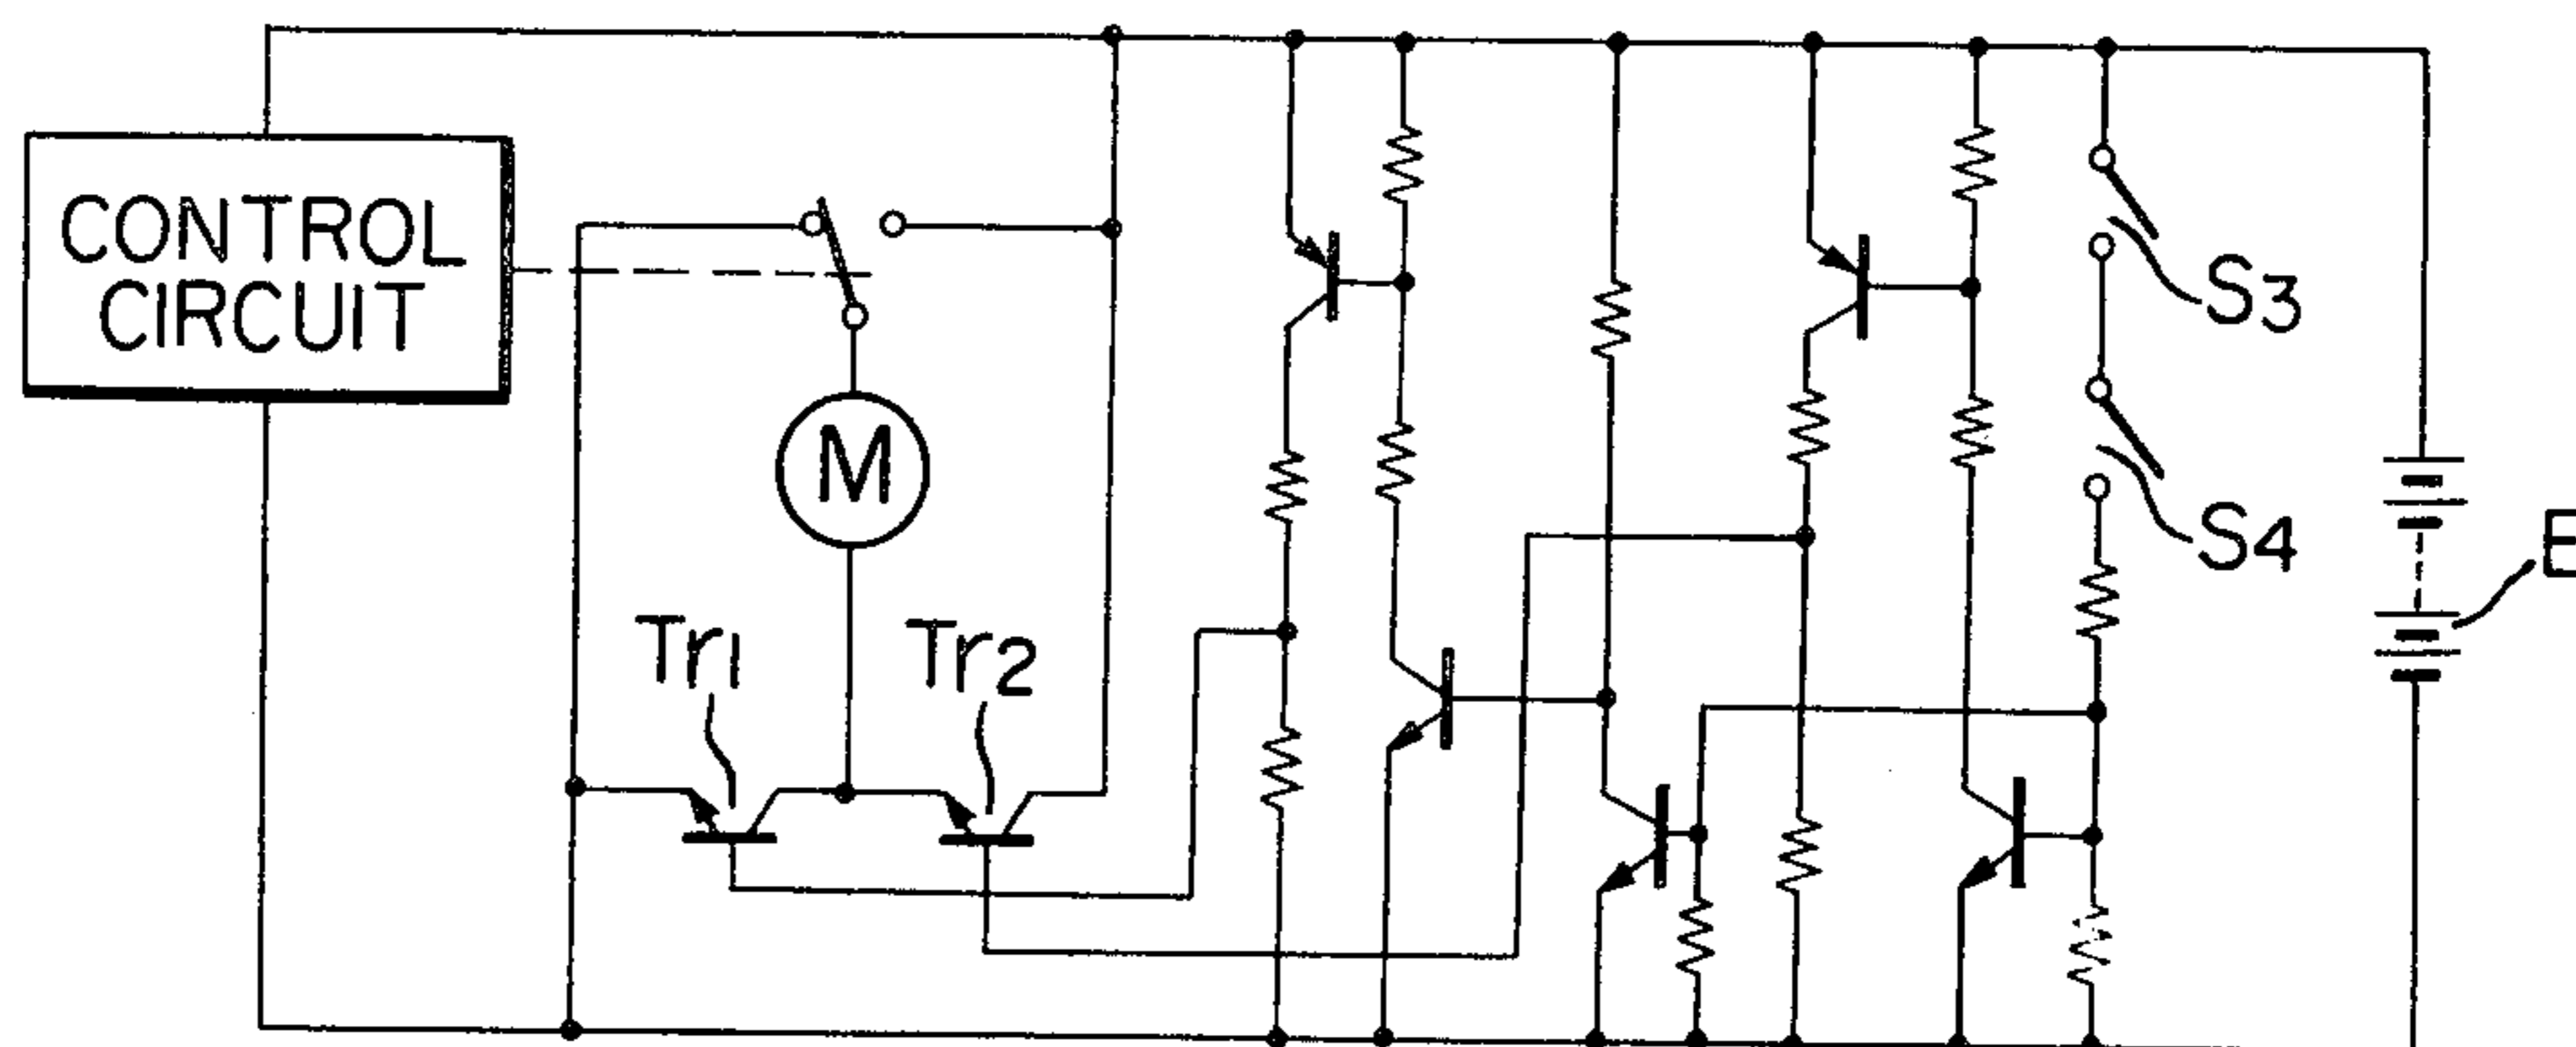 CONTROL
CIRCUIT
M
Tr1
Tr2
S3
S4
E